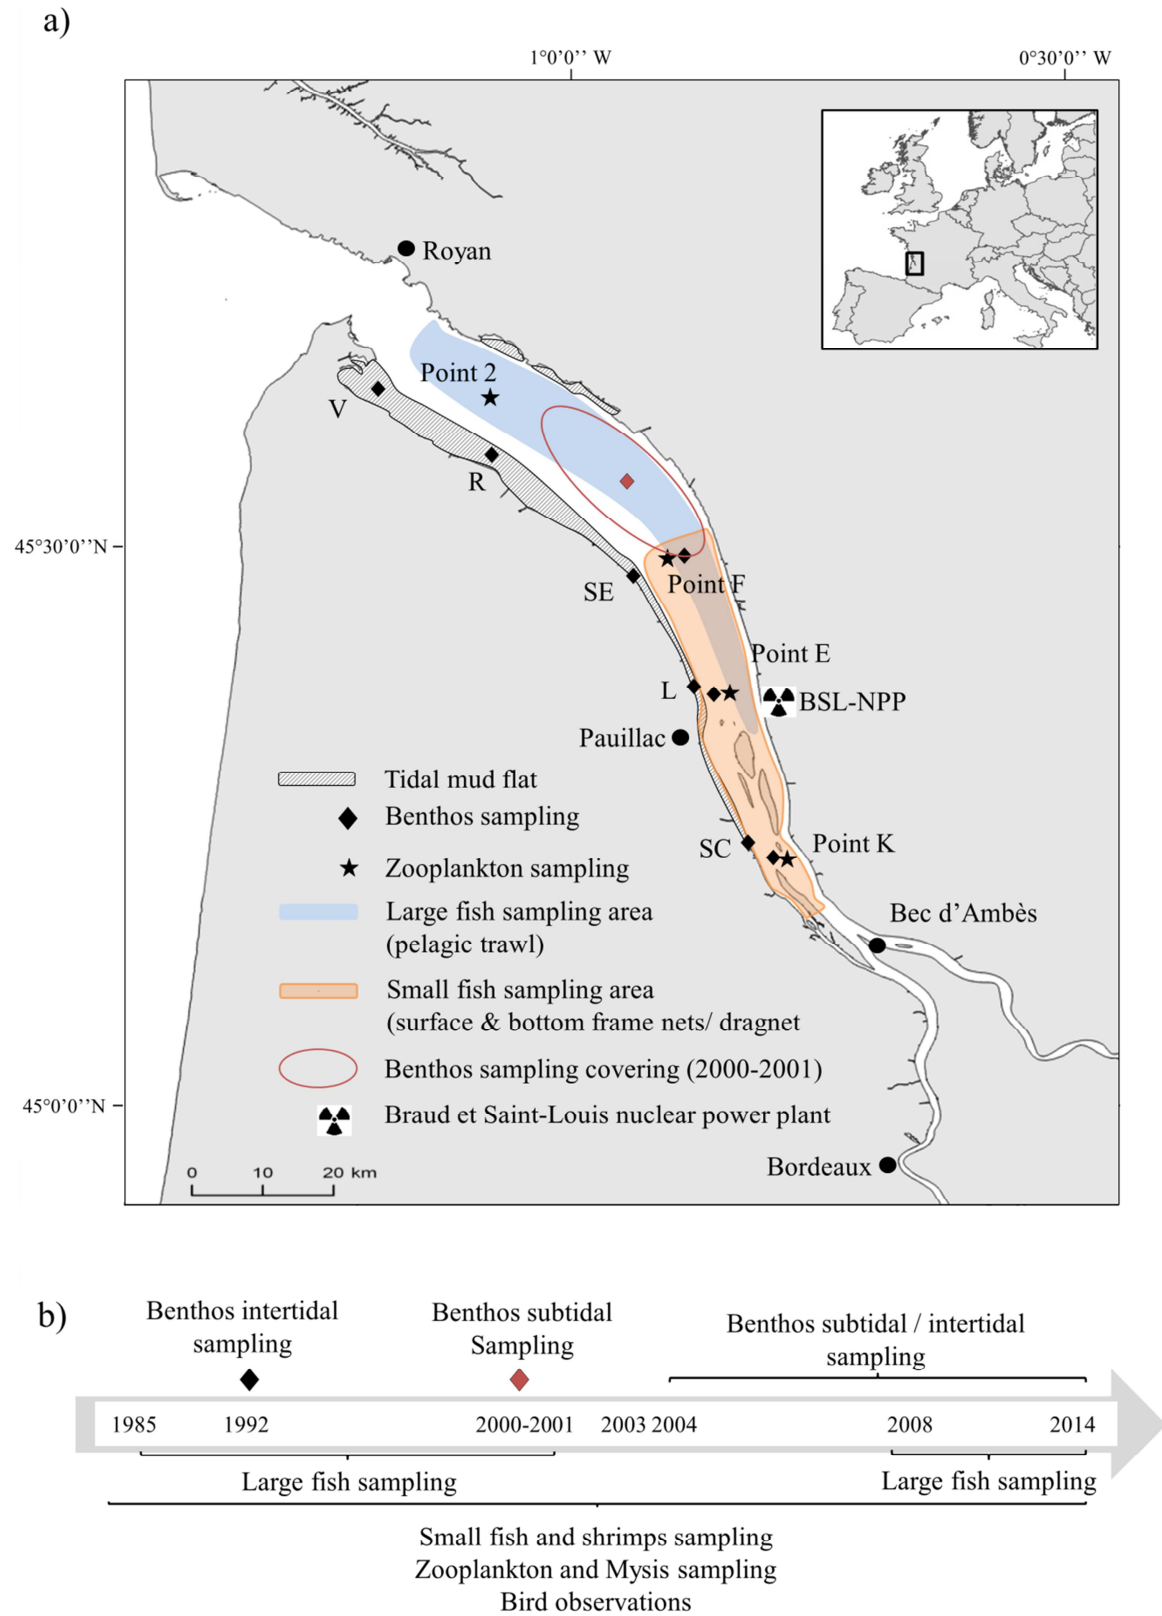 a)
1°0’0’’ W
0°30’0’’ W
Royan
Point 2
V
R
45°30’0’’N
Point F
SE
Point E
L
BSL-NPP
Pauillac
Tidal mud flat
Benthos sampling
SC
Point K
Zooplankton sampling
Large fish sampling area
(pelagic trawl)
Bec d’Ambès
Small fish sampling area
(surface & bottom frame nets/ dragnet
Benthos sampling covering (2000-2001)
45°0’0’’N
Braud et Saint-Louis nuclear power plant
0 10 20 km
Bordeaux
b)
Benthos intertidal
sampling
Benthos subtidal
Sampling
Benthos subtidal / intertidal
sampling
1985 1992 2000-2001 2003 2004 2008 2014
Large fish sampling
Large fish sampling
Small fish and shrimps sampling
Zooplankton and Mysis sampling
Bird observations